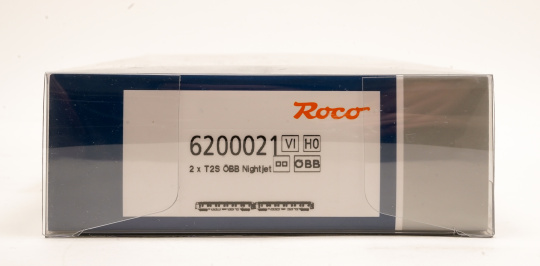 Roco
6200021 VI H0
2 x T2S ÖBB Nightjet ÖBB